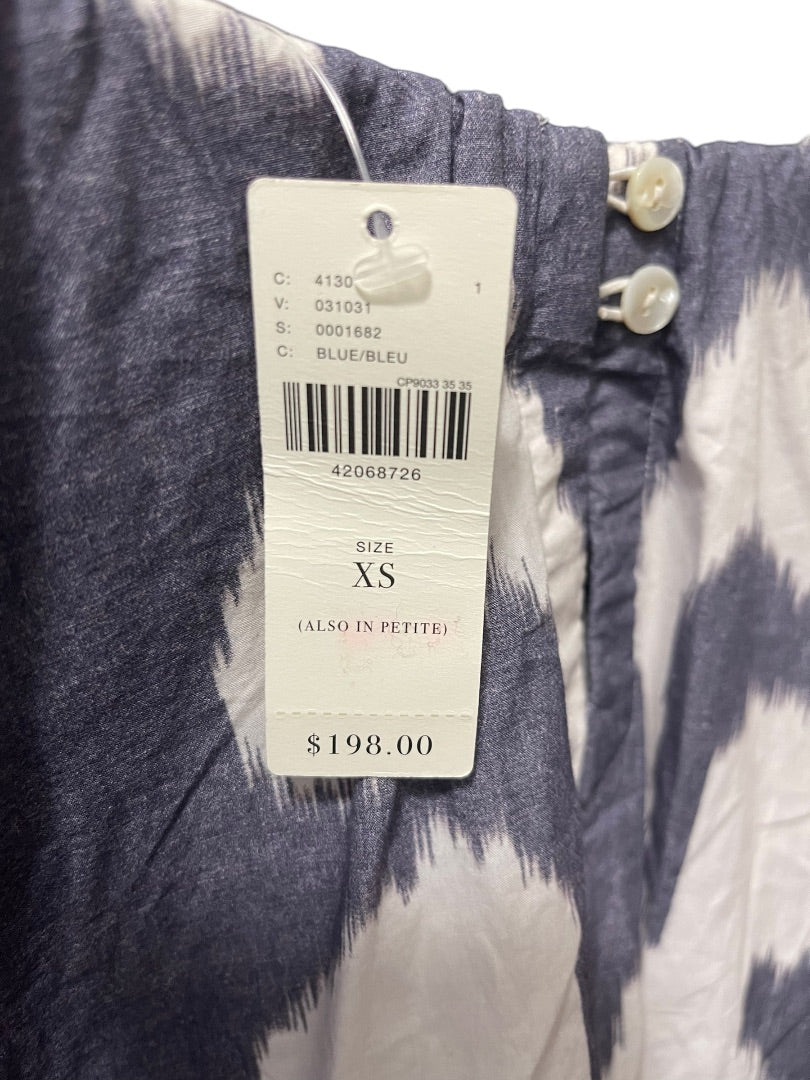 C: 4130
1
V: 031031
S: 0001682
C: BLUE/BLEU
CP9033 35 35
42068726
SIZE
XS
(ALSO IN PETITE)
$198.00